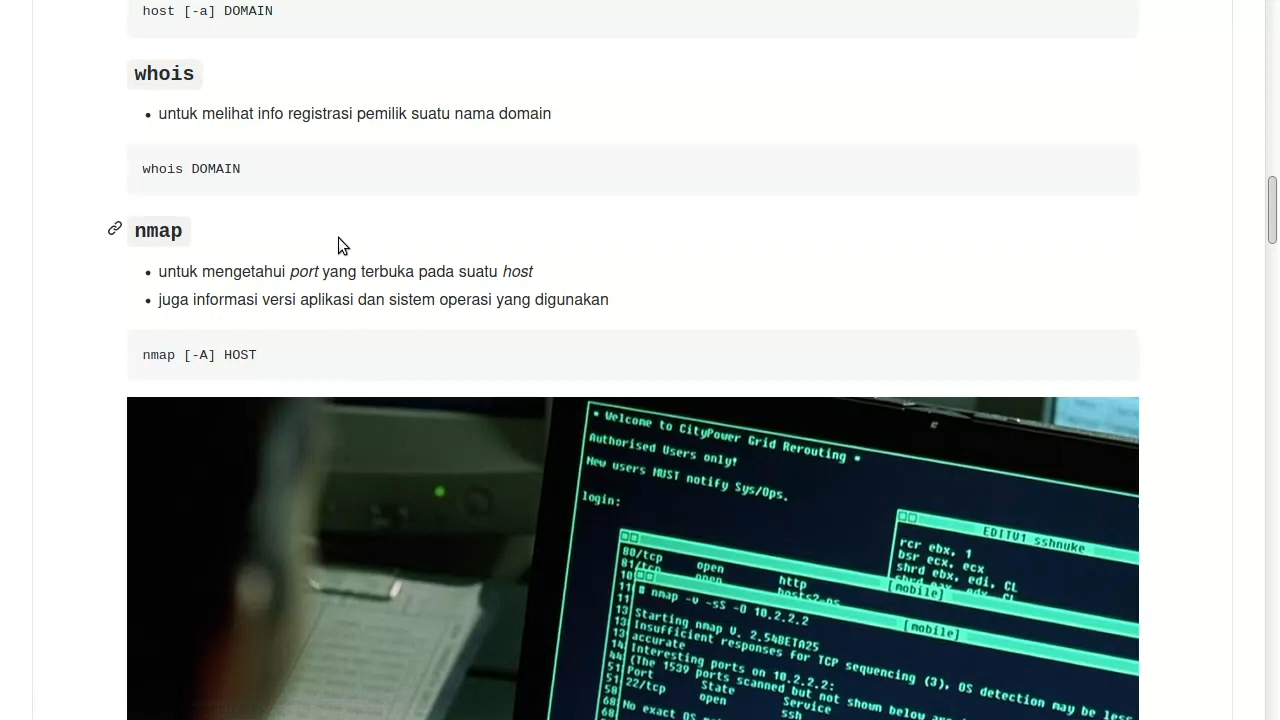 host [-a] DOMAIN
whois
untuk melihat info registrasi pemilik suatu nama domain
whois DOMAIN
nmap
untuk mengetahui port yang terbuka pada suatu host
juga informasi versi aplikasi dan sistem operasi yang digunakan
nmap [-A] HOST
* Welcome to CityPower Grid Rerouting *
Authorised Users only!
New users MUST notify Sys/Ops.
login:
EDITV1 sshnuke
rcr ebx, 1
bsr ecx, ecx
shrd ebx, edi, CL
80/tcp open http
81/tcp open hosts2-ns
[mobile]
# nmap -v -sS -O 10.2.2.2
[mobile]
Starting nmap V. 2.54BETA25
Insufficient responses for TCP sequencing (3), OS detection may be less
accurate
Interesting ports on 10.2.2.2:
(The 1539 ports scanned but not shown below are
Port State Service
22/tcp open ssh
No exact OS